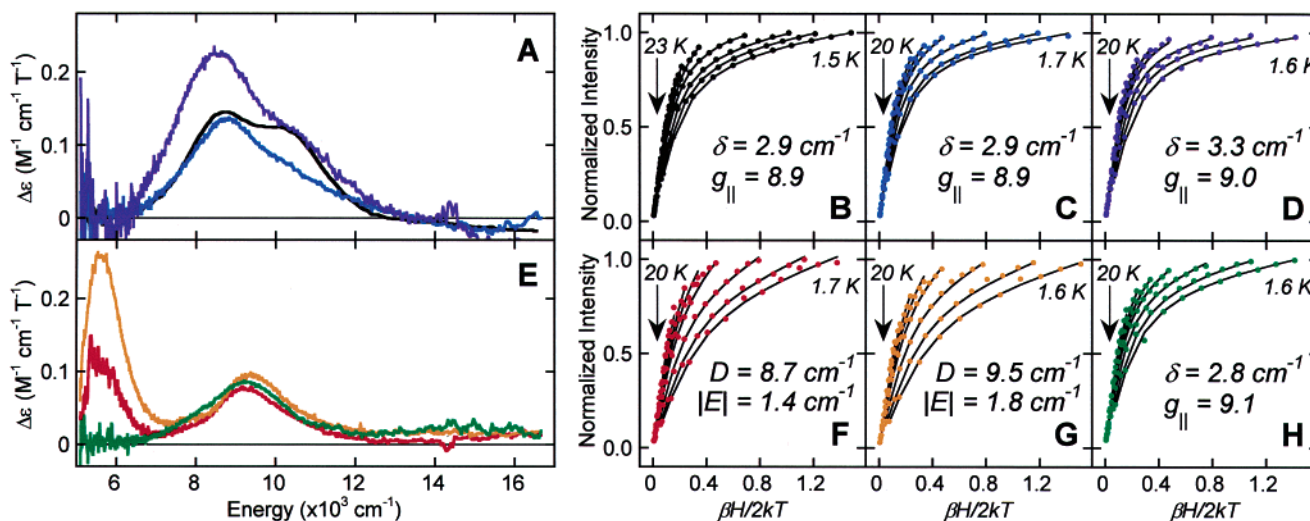 A
Δε (M⁻¹ cm⁻¹ T⁻¹)
0.2
0.1
0
E
Δε (M⁻¹ cm⁻¹ T⁻¹)
0.2
0.1
0
6 8 10 12 14 16
Energy (x10³ cm⁻¹)
Normalized Intensity
1.0
0.5
0.0
23 K
1.5 K
δ = 2.9 cm⁻¹
g|| = 8.9
B
20 K
1.7 K
δ = 2.9 cm⁻¹
g|| = 8.9
C
20 K
1.6 K
δ = 3.3 cm⁻¹
g|| = 9.0
D
Normalized Intensity
1.0
0.5
0.0
20 K
1.7 K
D = 8.7 cm⁻¹
|E| = 1.4 cm⁻¹
F
20 K
1.6 K
D = 9.5 cm⁻¹
|E| = 1.8 cm⁻¹
G
20 K
1.6 K
δ = 2.8 cm⁻¹
g|| = 9.1
H
0 0.4 0.8 1.2
0 0.4 0.8 1.2
0 0.4 0.8 1.2
βH/2kT
βH/2kT
βH/2kT